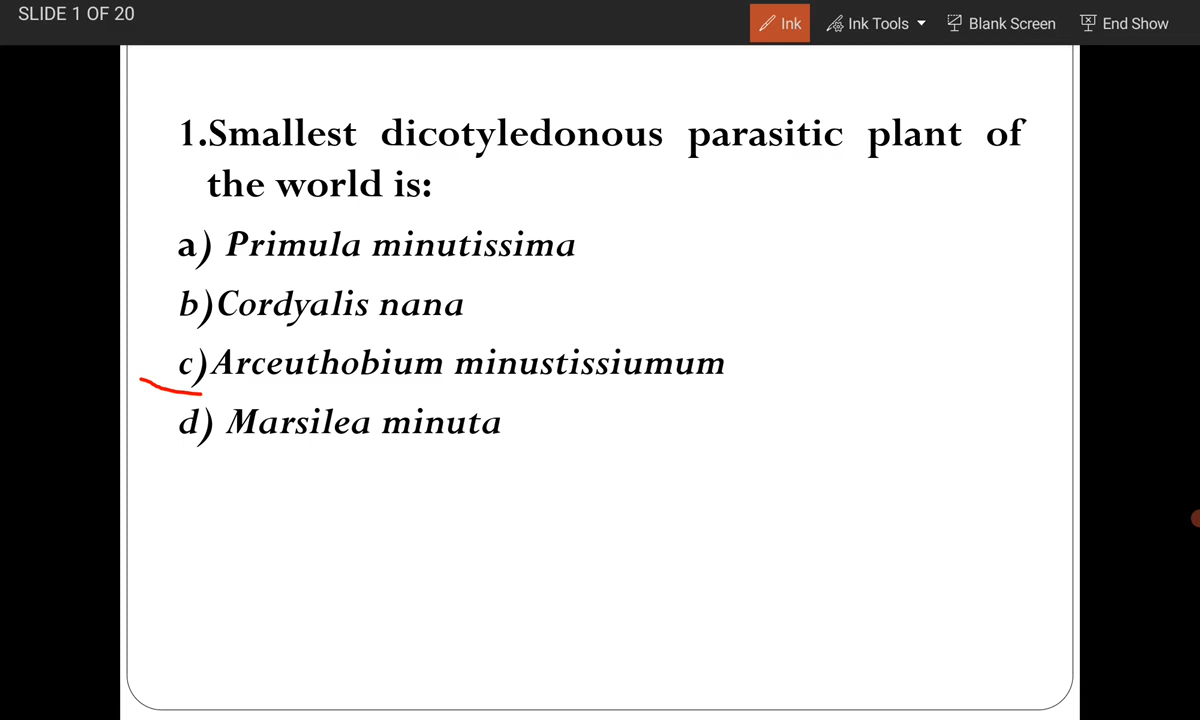 SLIDE 1 OF 20
Ink Ink Tools Blank Screen End Show
1.Smallest dicotyledonous parasitic plant of
the world is:
a) Primula minutissima
b)Cordyalis nana
c)Arceuthobium minustissiumum
d) Marsilea minuta